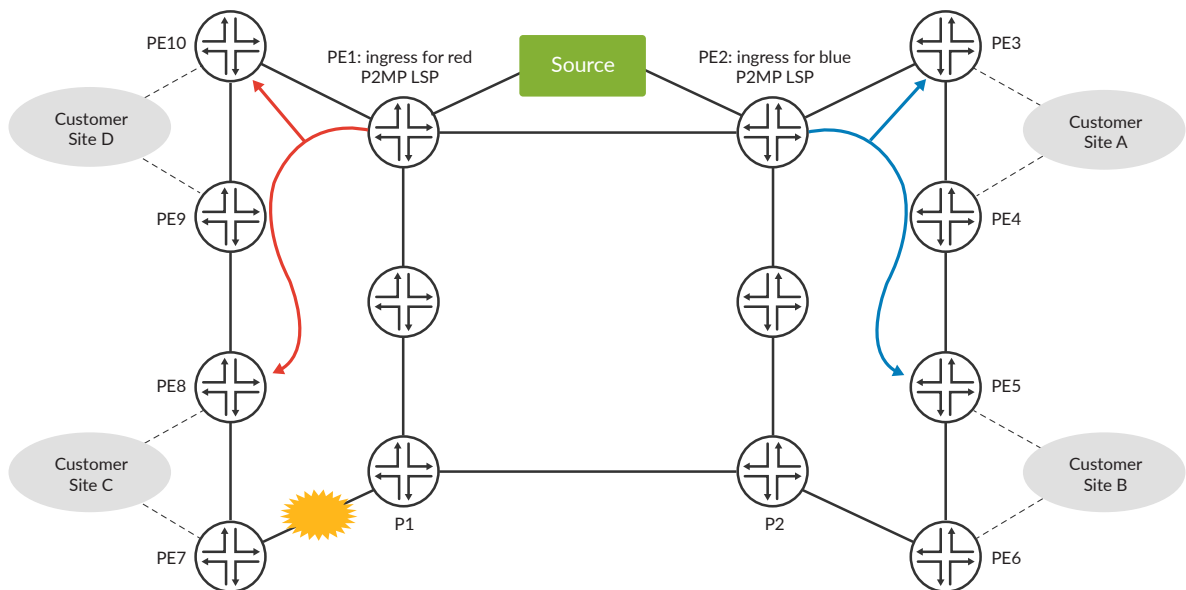 PE10
PE1: ingress for red
P2MP LSP
Source
PE2: ingress for blue
P2MP LSP
PE3
Customer
Site D
Customer
Site A
PE9
PE4
PE8
PE5
Customer
Site C
Customer
Site B
P1
P2
PE7
PE6